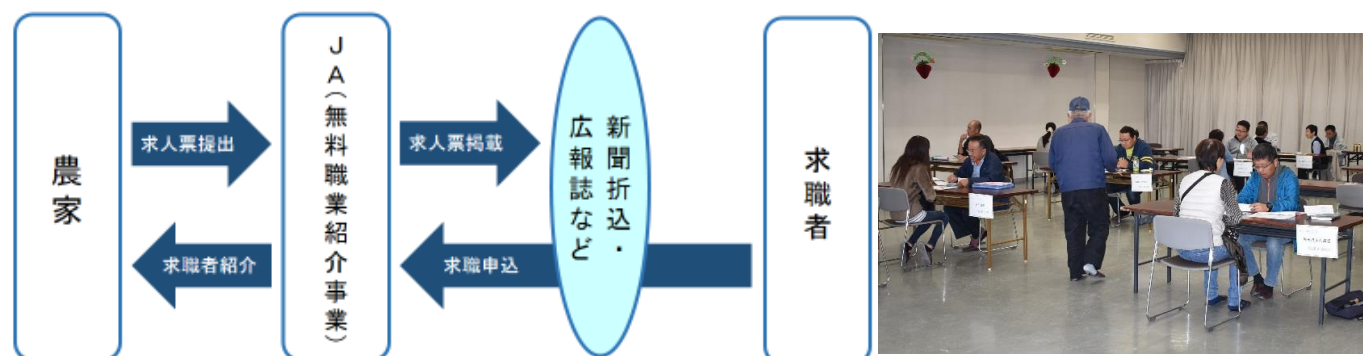 農家
求人票提出
求職者紹介
JA(無料職業紹介事業)
求人票掲載
求職申込
新聞折込・
広報誌など
求職者